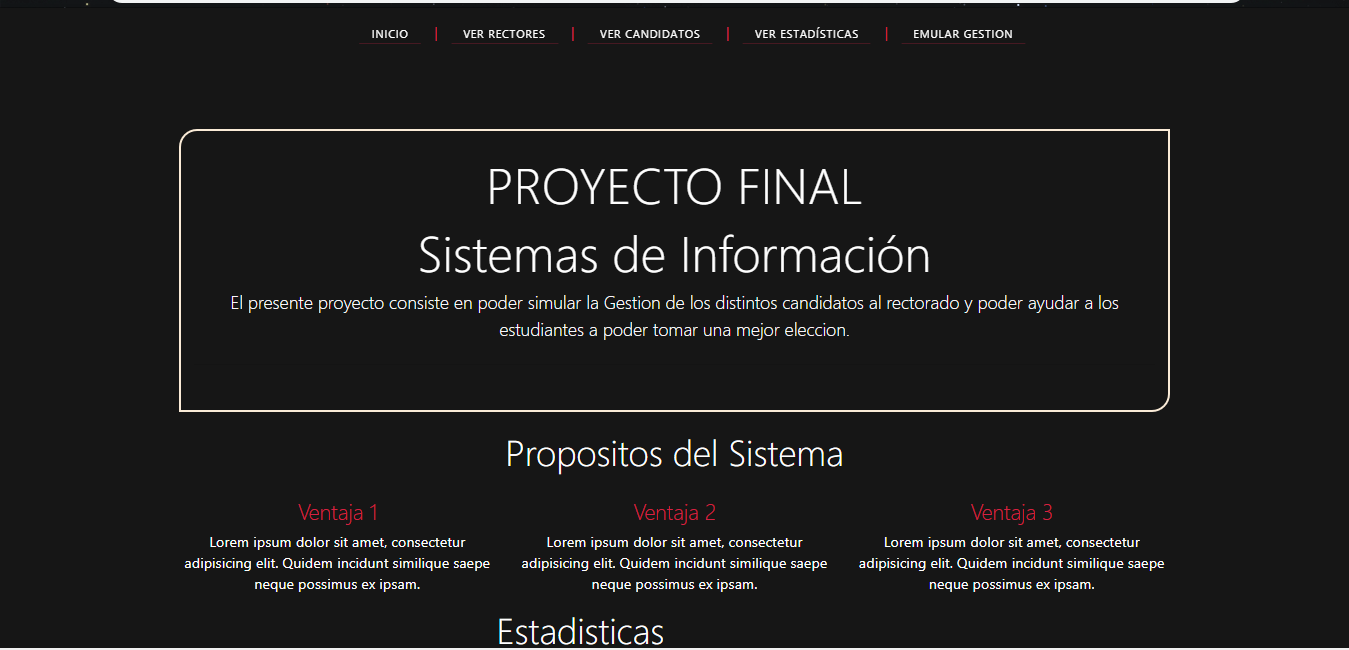 INICIO | VER RECTORES | VER CANDIDATOS | VER ESTADÍSTICAS | EMULAR GESTION
PROYECTO FINAL
Sistemas de Información
El presente proyecto consiste en poder simular la Gestion de los distintos candidatos al rectorado y poder ayudar a los
estudiantes a poder tomar una mejor eleccion.
Propositos del Sistema
Ventaja 1
Lorem ipsum dolor sit amet, consectetur
adipisicing elit. Quidem incidunt similique saepe
neque possimus ex ipsam.
Ventaja 2
Lorem ipsum dolor sit amet, consectetur
adipisicing elit. Quidem incidunt similique saepe
neque possimus ex ipsam.
Ventaja 3
Lorem ipsum dolor sit amet, consectetur
adipisicing elit. Quidem incidunt similique saepe
neque possimus ex ipsam.
Estadisticas